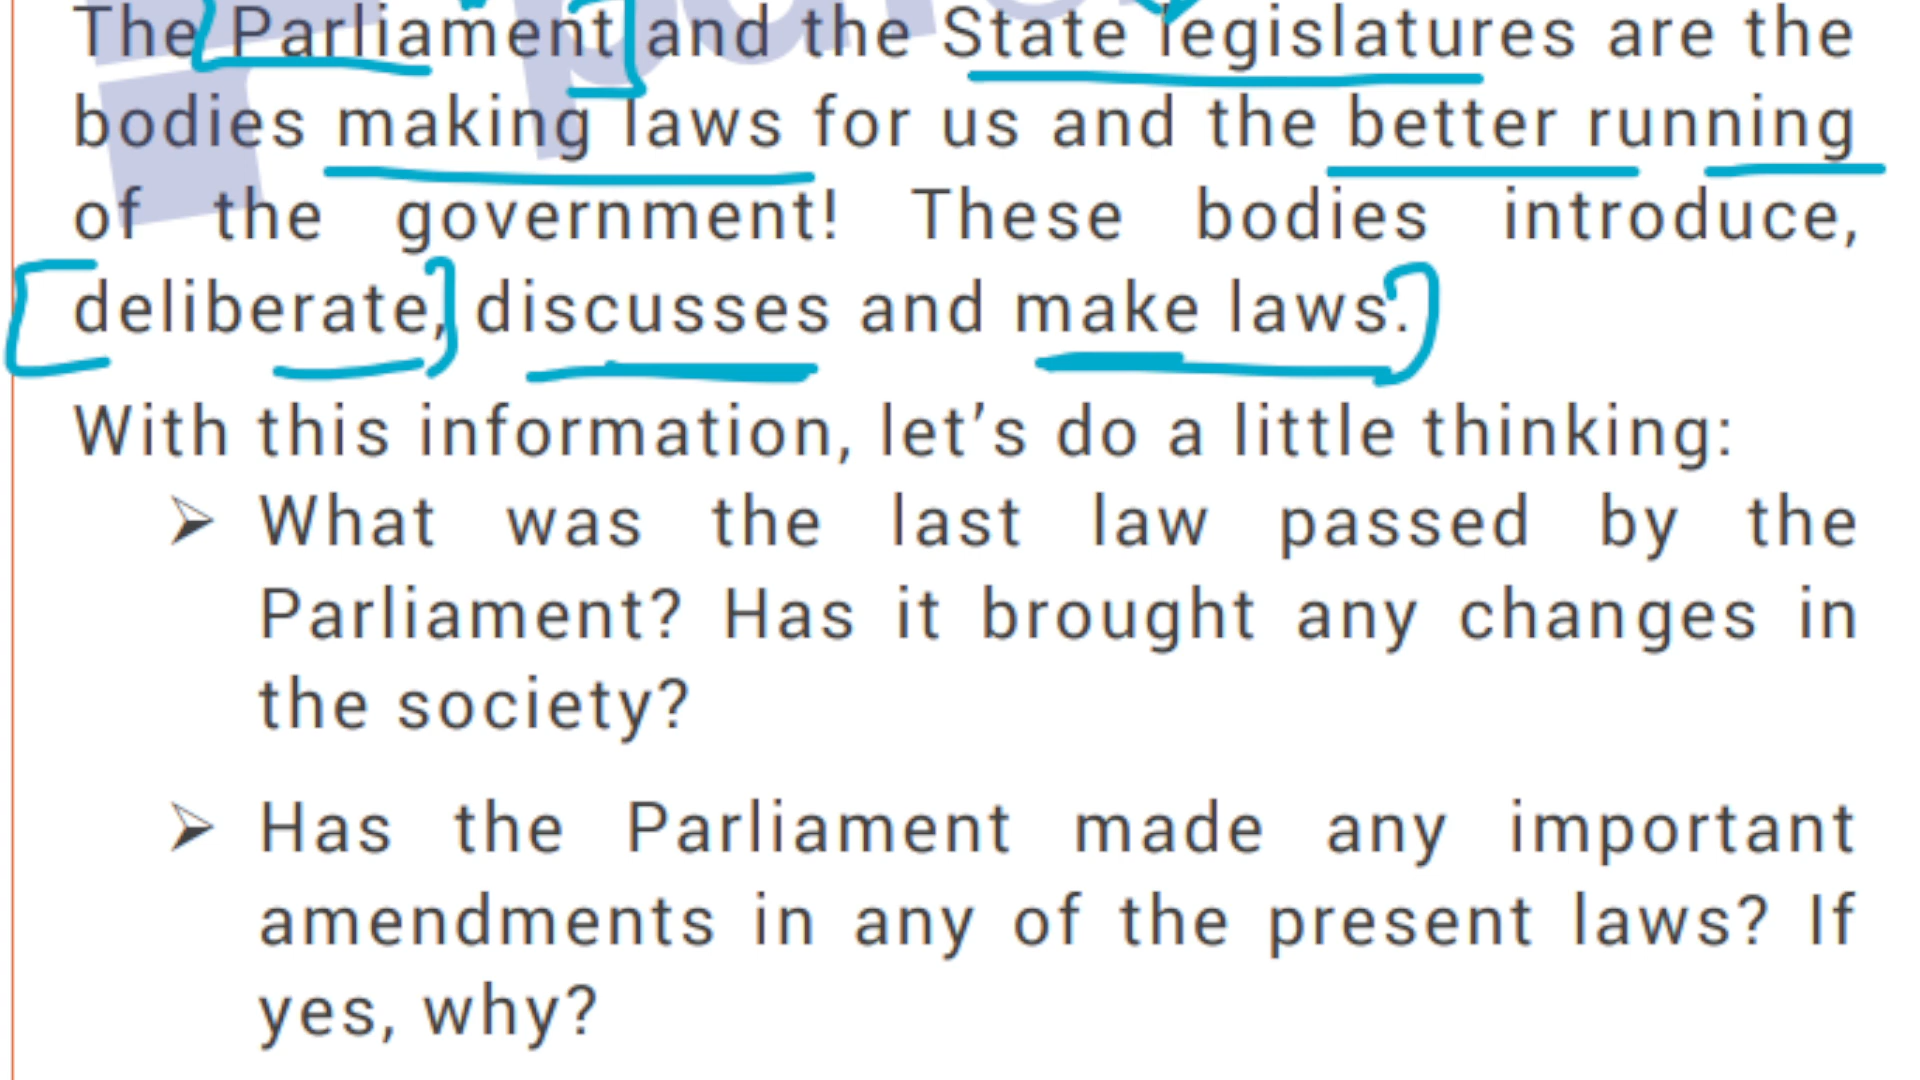 The Parliament and the State legislatures are the
bodies making laws for us and the better running
of the government! These bodies introduce,
deliberate, discusses and make laws.
With this information, let's do a little thinking:
➢ What was the last law passed by the
Parliament? Has it brought any changes in
the society?
➢ Has the Parliament made any important
amendments in any of the present laws? If
yes, why?